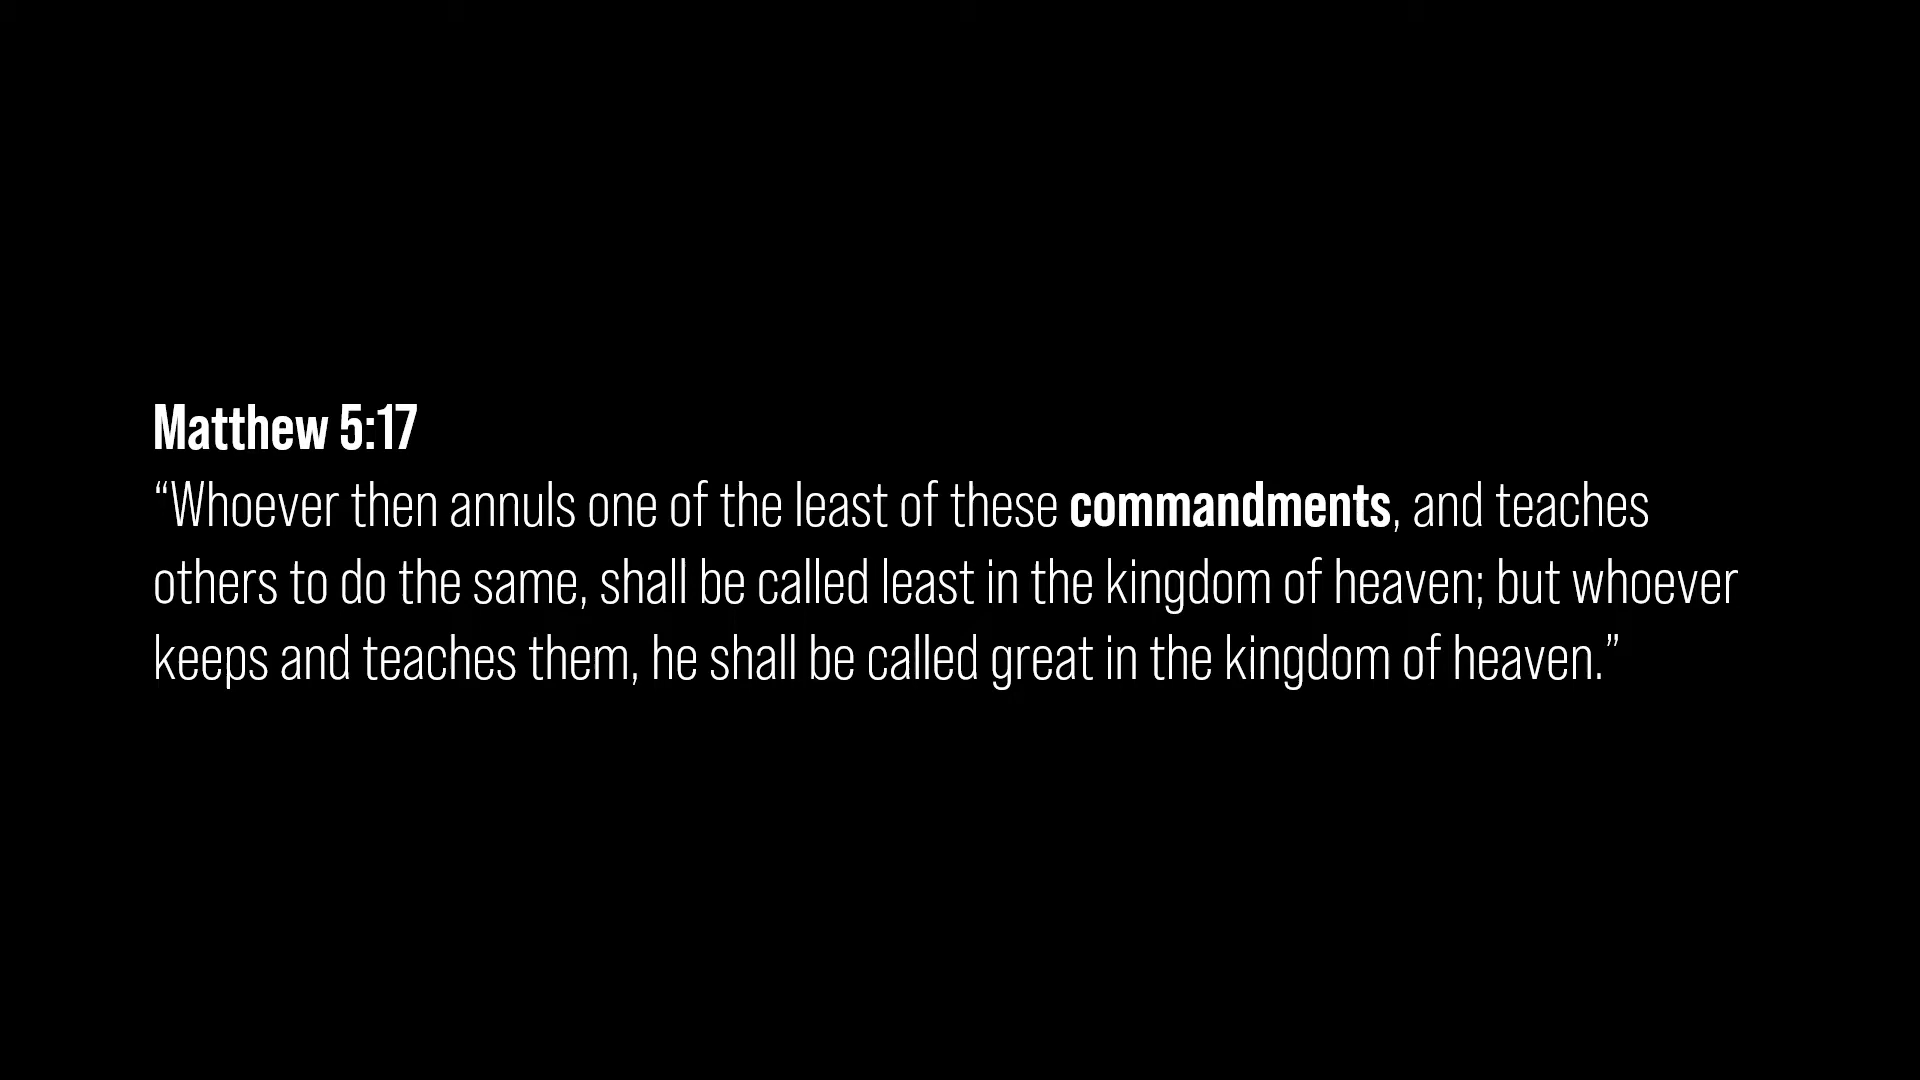 Matthew 5:17
“Whoever then annuls one of the least of these commandments, and teaches
others to do the same, shall be called least in the kingdom of heaven; but whoever
keeps and teaches them, he shall be called great in the kingdom of heaven.”